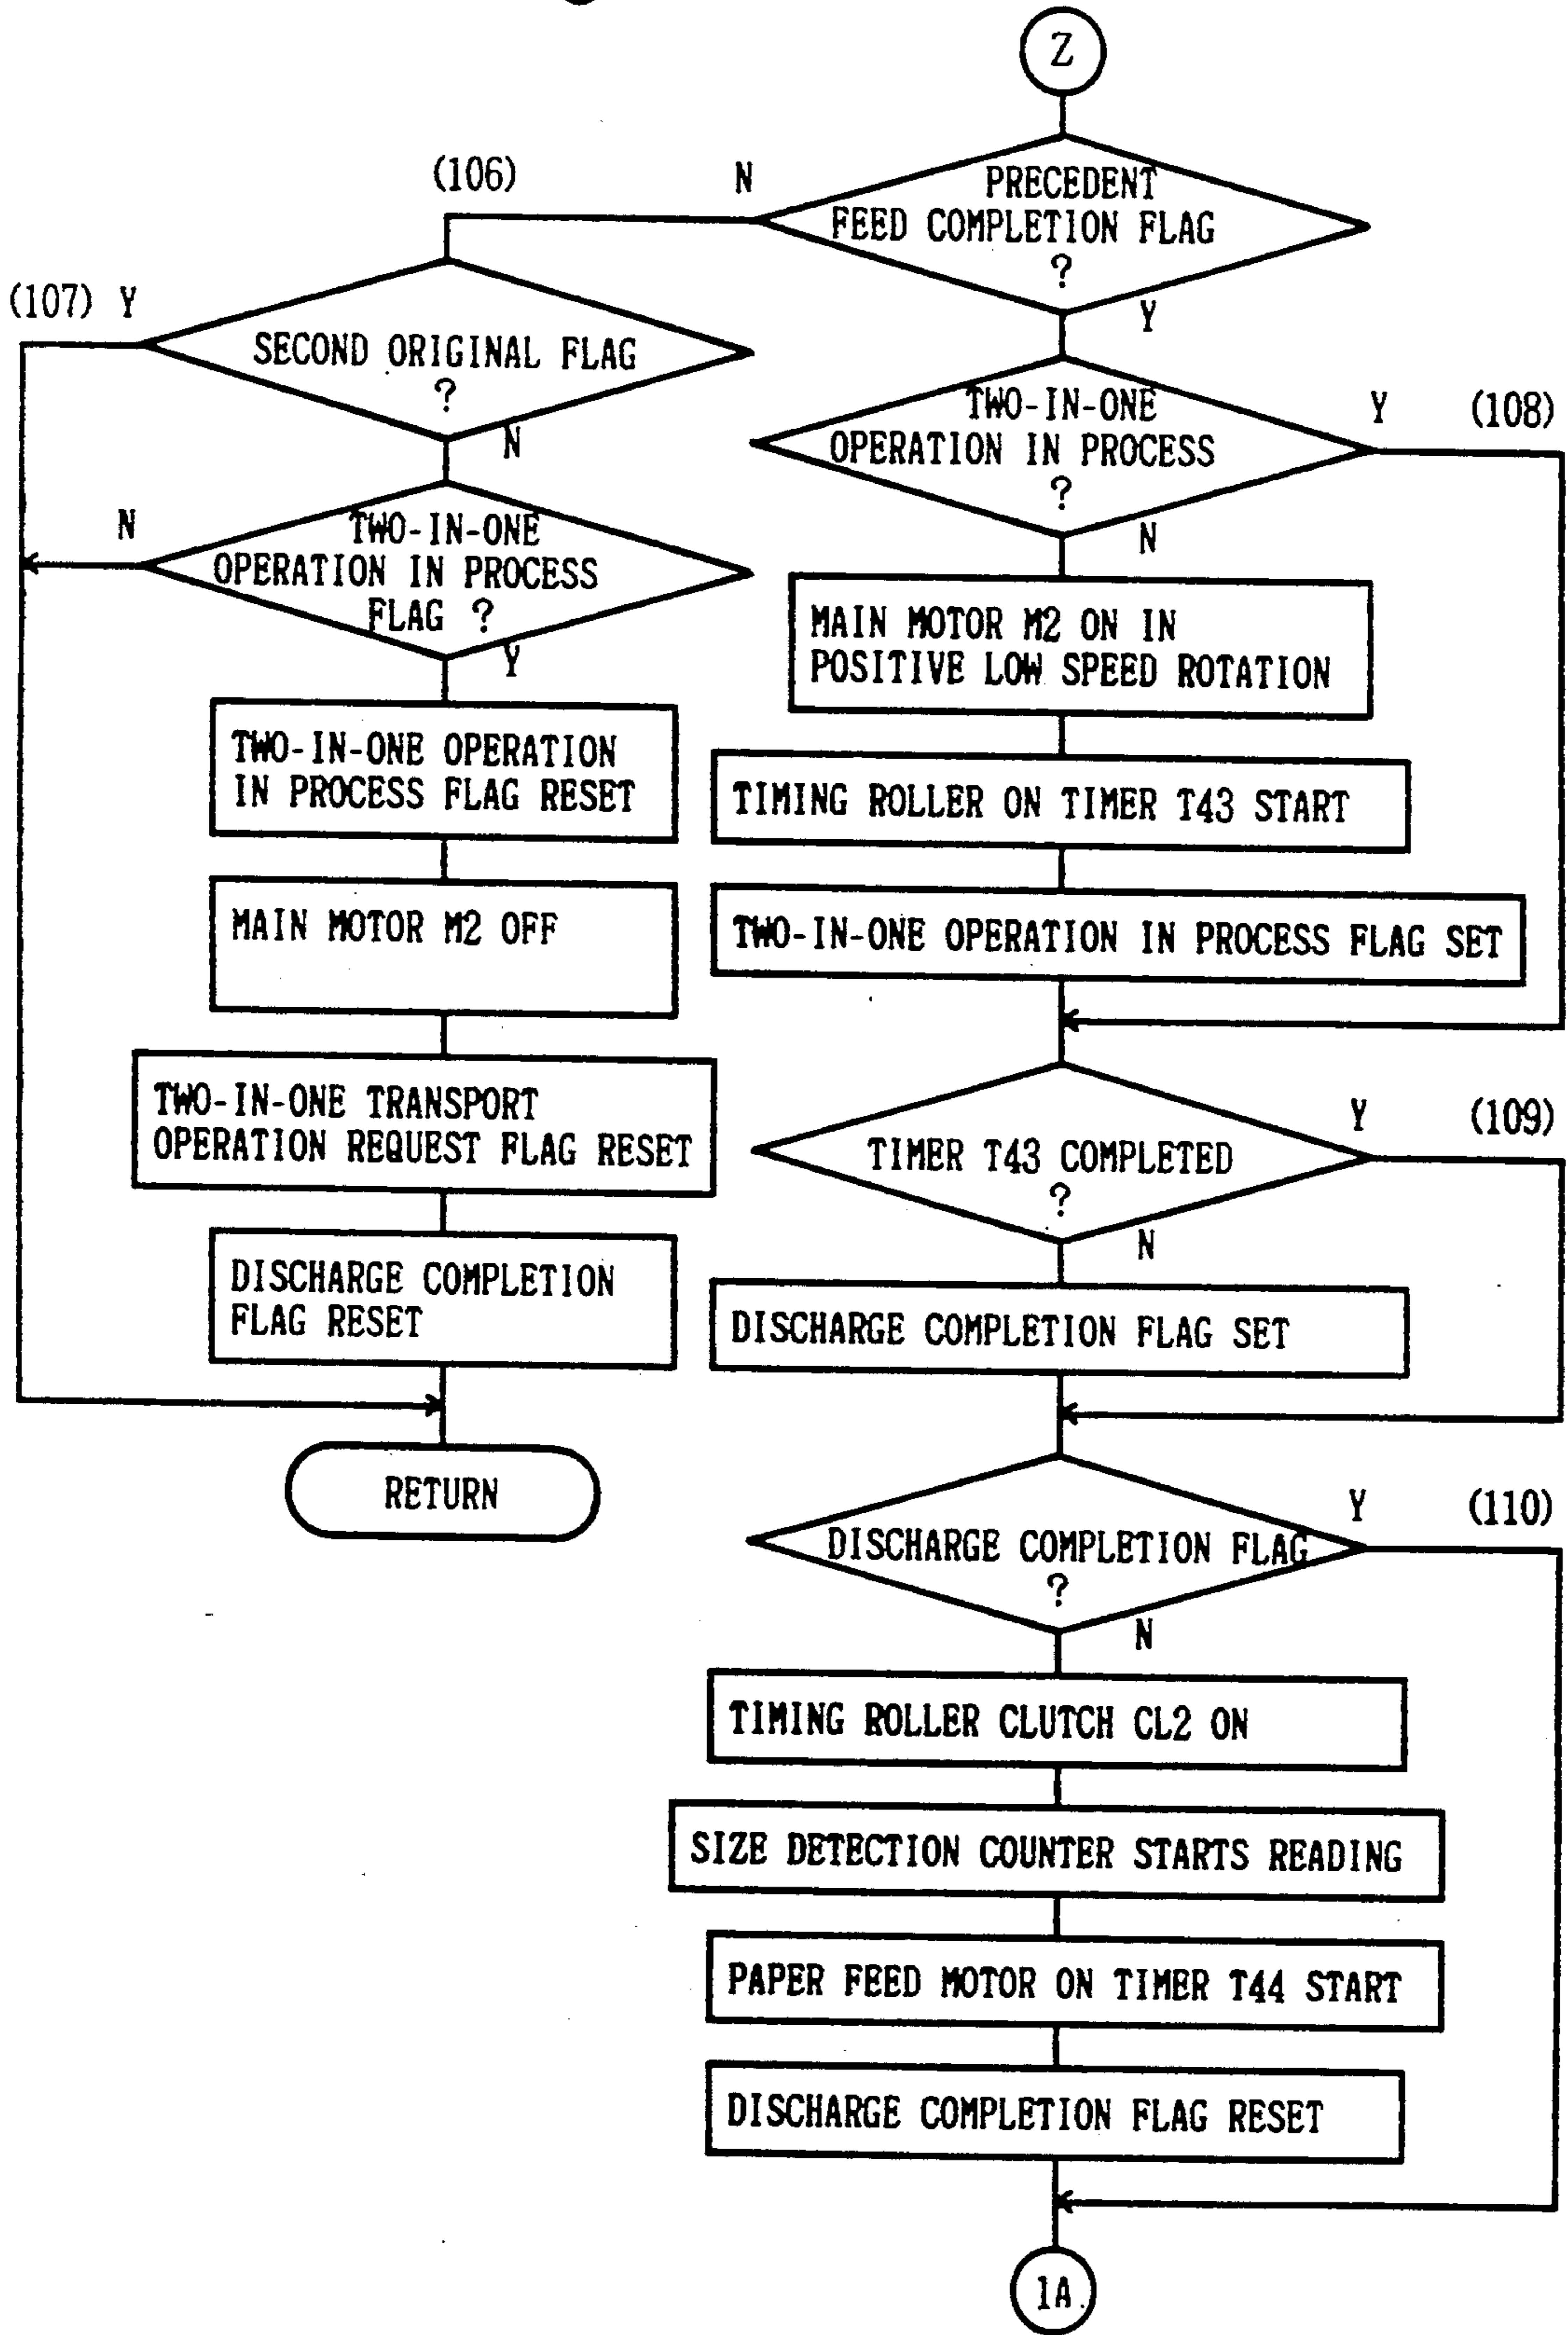 Z
(106)
N
PRECEDENT
FEED COMPLETION FLAG
?
Y
(107) Y
SECOND ORIGINAL FLAG
?
N
TWO-IN-ONE
OPERATION IN PROCESS
?
Y (108)
N
N
TWO-IN-ONE
OPERATION IN PROCESS
FLAG ?
Y
MAIN MOTOR M2 ON IN
POSITIVE LOW SPEED ROTATION
TWO-IN-ONE OPERATION
IN PROCESS FLAG RESET
TIMING ROLLER ON TIMER T43 START
MAIN MOTOR M2 OFF
TWO-IN-ONE OPERATION IN PROCESS FLAG SET
TWO-IN-ONE TRANSPORT
OPERATION REQUEST FLAG RESET
TIMER T43 COMPLETED
?
Y (109)
N
DISCHARGE COMPLETION
FLAG RESET
DISCHARGE COMPLETION FLAG SET
RETURN
DISCHARGE COMPLETION FLAG
?
Y (110)
N
TIMING ROLLER CLUTCH CL2 ON
SIZE DETECTION COUNTER STARTS READING
PAPER FEED MOTOR ON TIMER T44 START
DISCHARGE COMPLETION FLAG RESET
1A